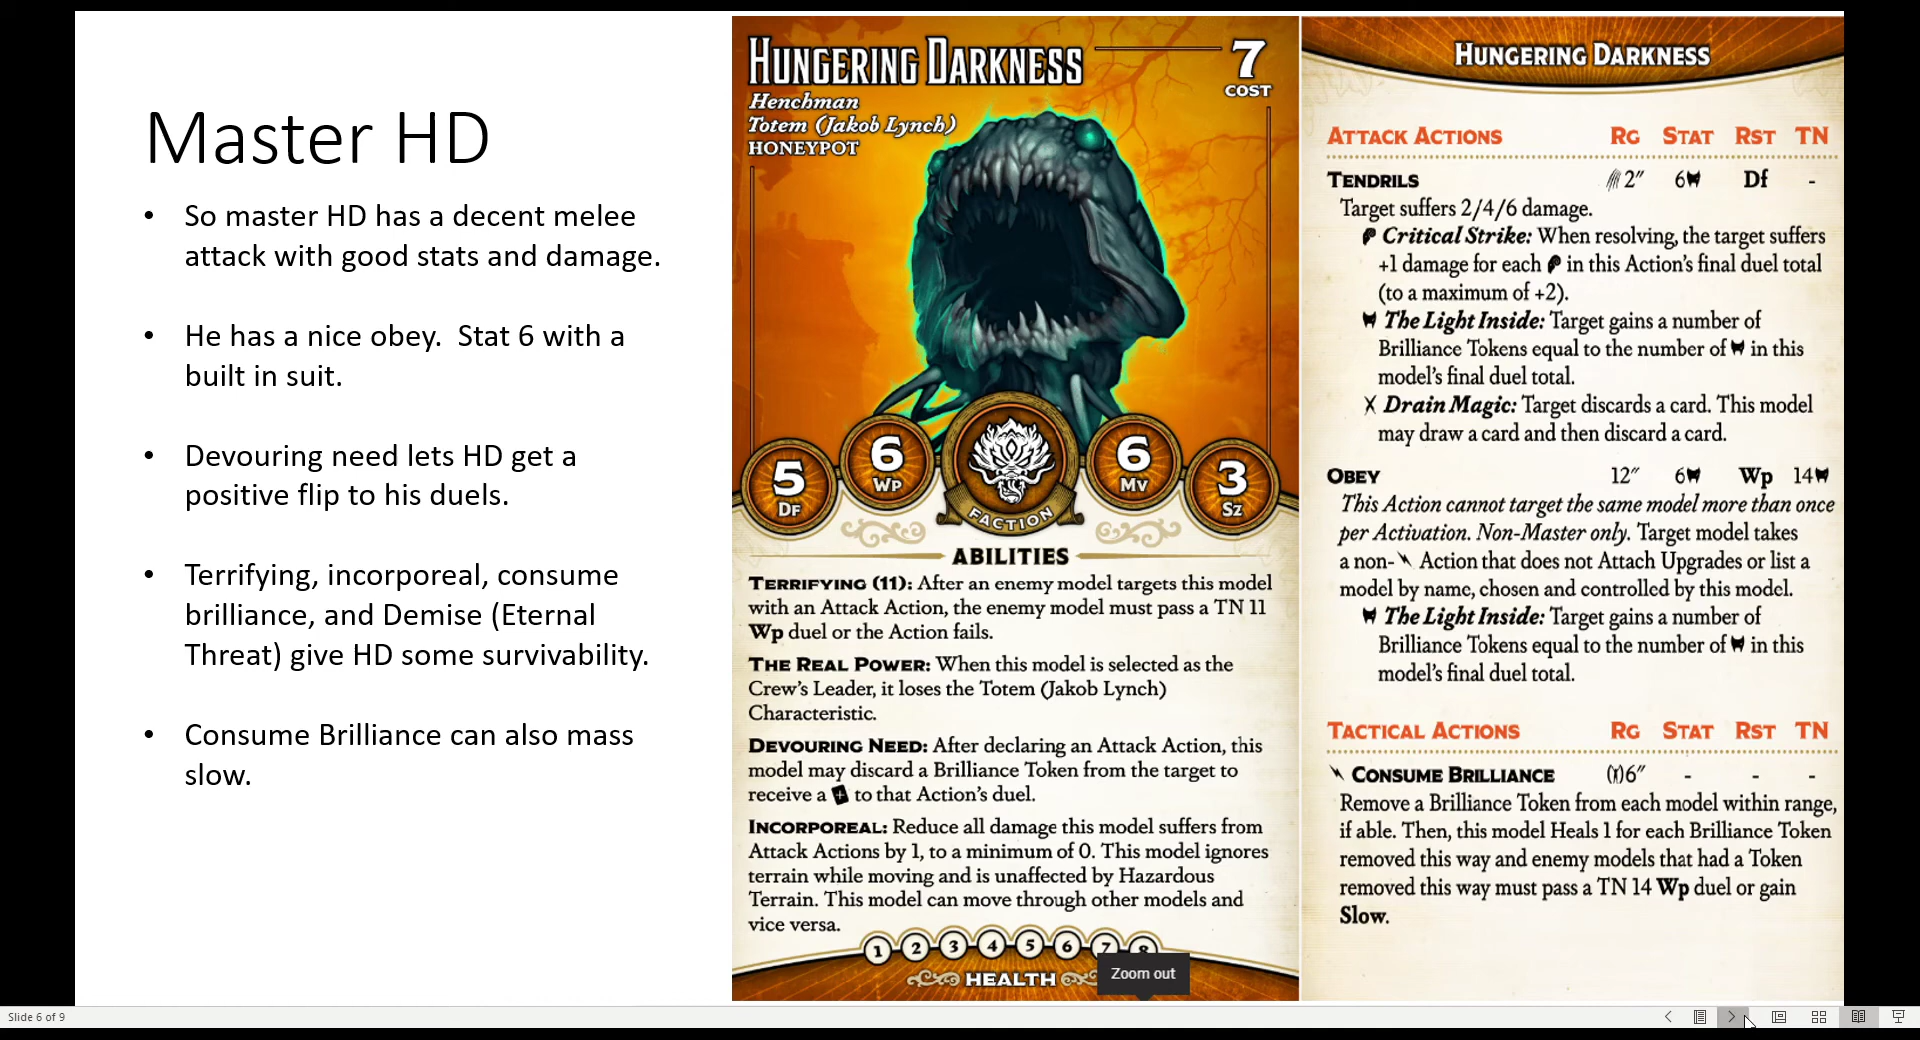 Master HD
• So master HD has a decent melee
attack with good stats and damage.
• He has a nice obey.  Stat 6 with a
built in suit.
• Devouring need lets HD get a
positive flip to his duels.
• Terrifying, incorporeal, consume
brilliance, and Demise (Eternal
Threat) give HD some survivability.
• Consume Brilliance can also mass
slow.
HUNGERING DARKNESS
7
COST
Henchman
Totem (Jakob Lynch)
HONEYPOT
5
DF
6
WP
FACTION
6
MV
3
SZ
ABILITIES
TERRIFYING (11): After an enemy model targets this model
with an Attack Action, the enemy model must pass a TN 11
Wp duel or the Action fails.
THE REAL POWER: When this model is selected as the
Crew's Leader, it loses the Totem (Jakob Lynch)
Characteristic.
DEVOURING NEED: After declaring an Attack Action, this
model may discard a Brilliance Token from the target to
receive a + to that Action's duel.
INCORPOREAL: Reduce all damage this model suffers from
Attack Actions by 1, to a minimum of 0. This model ignores
terrain while moving and is unaffected by Hazardous
Terrain. This model can move through other models and
vice versa.
1 2 3 4 5 6 7 8
HEALTH
Zoom out
HUNGERING DARKNESS
ATTACK ACTIONS RG STAT RST TN
TENDRILS 2" 6 Df -
Target suffers 2/4/6 damage.
Critical Strike: When resolving, the target suffers
+1 damage for each in this Action's final duel total
(to a maximum of +2).
The Light Inside: Target gains a number of
Brilliance Tokens equal to the number of in this
model's final duel total.
Drain Magic: Target discards a card. This model
may draw a card and then discard a card.
OBEY 12" 6 Wp 14
This Action cannot target the same model more than once
per Activation. Non-Master only. Target model takes
a non- Action that does not Attach Upgrades or list a
model by name, chosen and controlled by this model.
The Light Inside: Target gains a number of
Brilliance Tokens equal to the number of in this
model's final duel total.
TACTICAL ACTIONS RG STAT RST TN
CONSUME BRILLIANCE 6" - - -
Remove a Brilliance Token from each model within range,
if able. Then, this model Heals 1 for each Brilliance Token
removed this way and enemy models that had a Token
removed this way must pass a TN 14 Wp duel or gain
Slow.
Slide 6 of 9